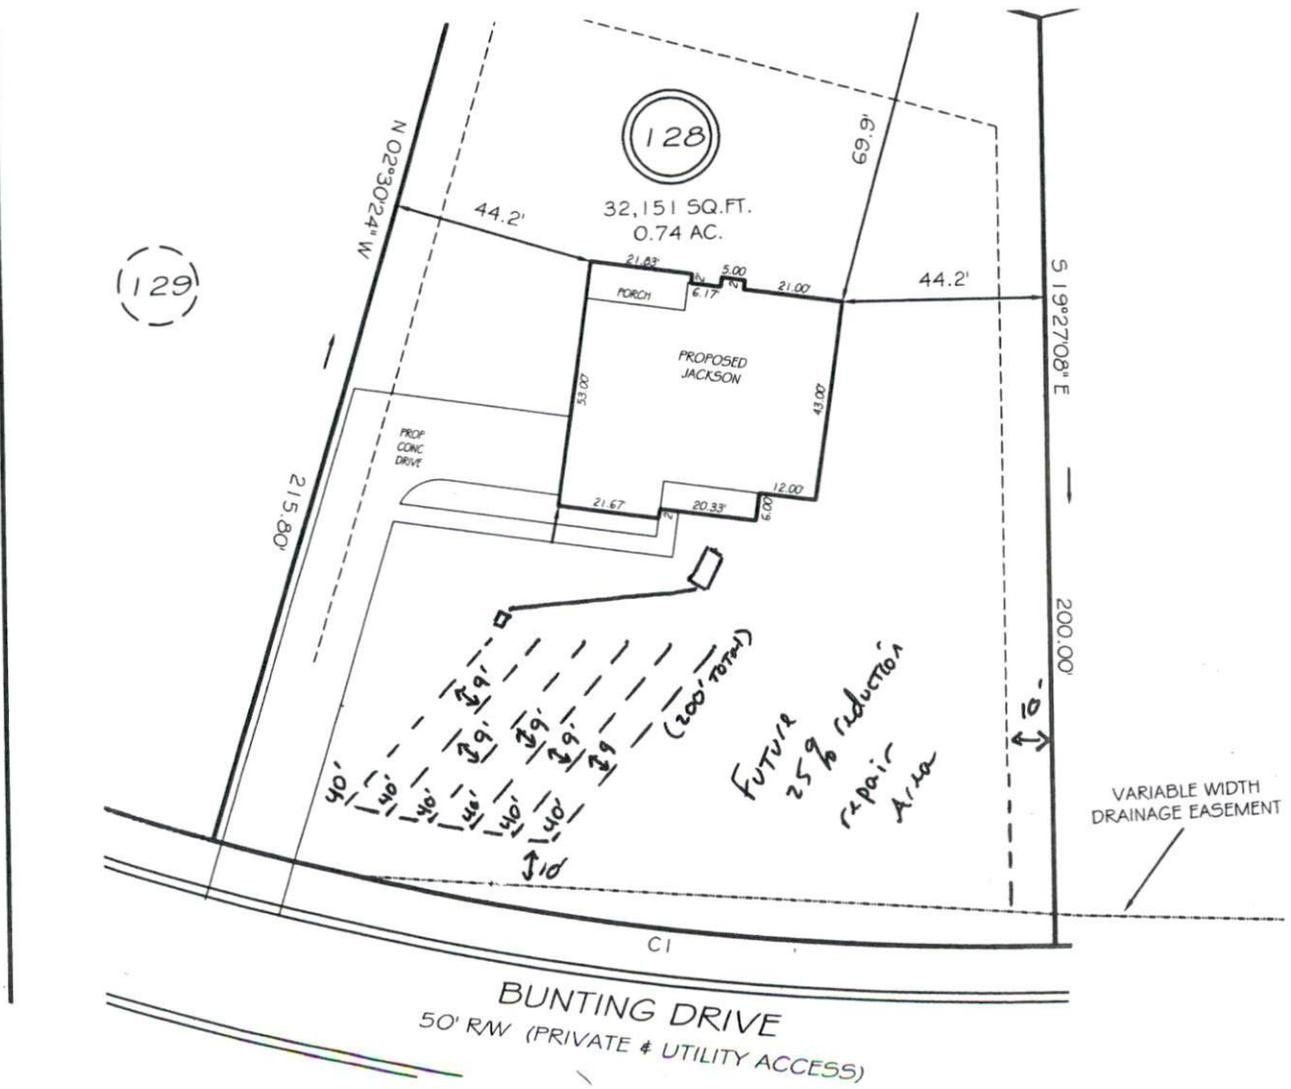 128
32,151 SQ.FT.
0.74 AC.
69.9'
N 02°30'24" W
44.2'
44.2'
S 19°27'08" E
129
21.83'
2'
6.17'
5.00
2'
21.00'
PORCH
PROPOSED
JACKSON
53.00'
43.00'
PROP
CONC
DRIVE
21.67'
2'
20.33'
6.00'
12.00'
215.80'
200.00'
9'
9'
9'
9'
9
40'
40'
40'
40'
40'
40'
(200' TOTAL)
10'
FUTURE
25% reduction
repair
Area
10'
VARIABLE WIDTH
DRAINAGE EASEMENT
C1
BUNTING DRIVE
50' R/W (PRIVATE & UTILITY ACCESS)